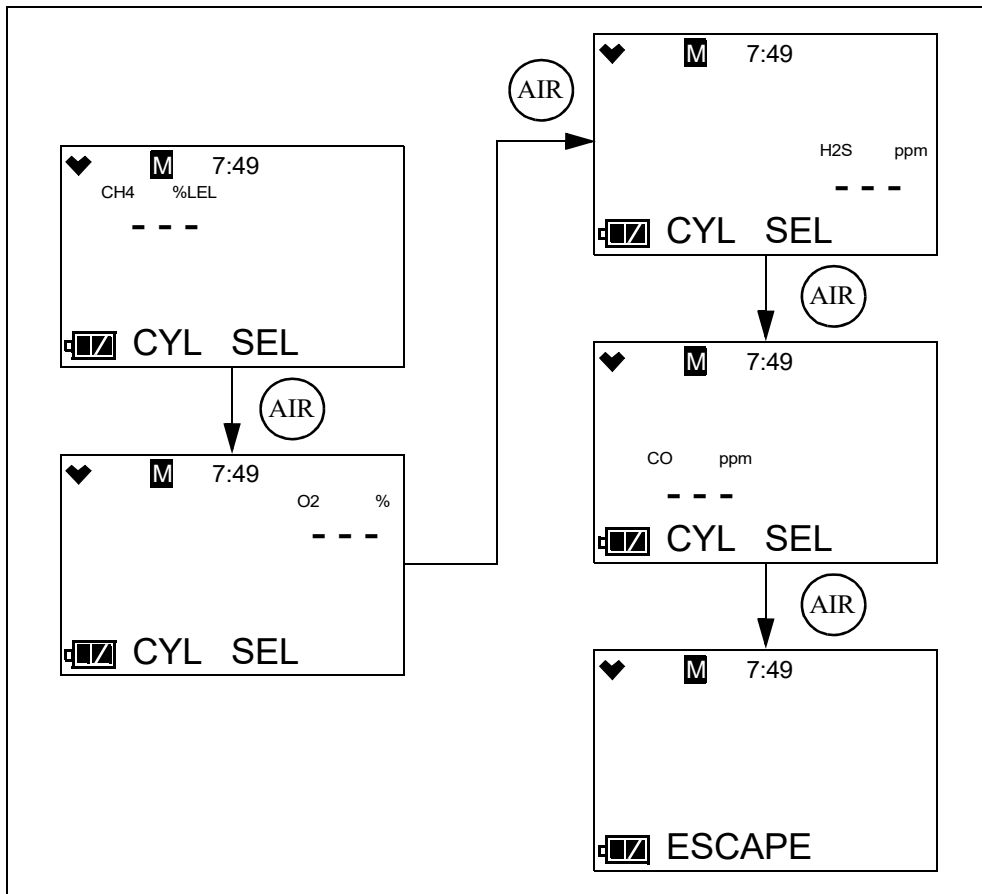 M 7:49
CH4 %LEL
- - -
CYL SEL
AIR
M 7:49
O2 %
- - -
CYL SEL
AIR
M 7:49
H2S ppm
- - -
CYL SEL
AIR
M 7:49
CO ppm
- - -
CYL SEL
AIR
M 7:49
ESCAPE